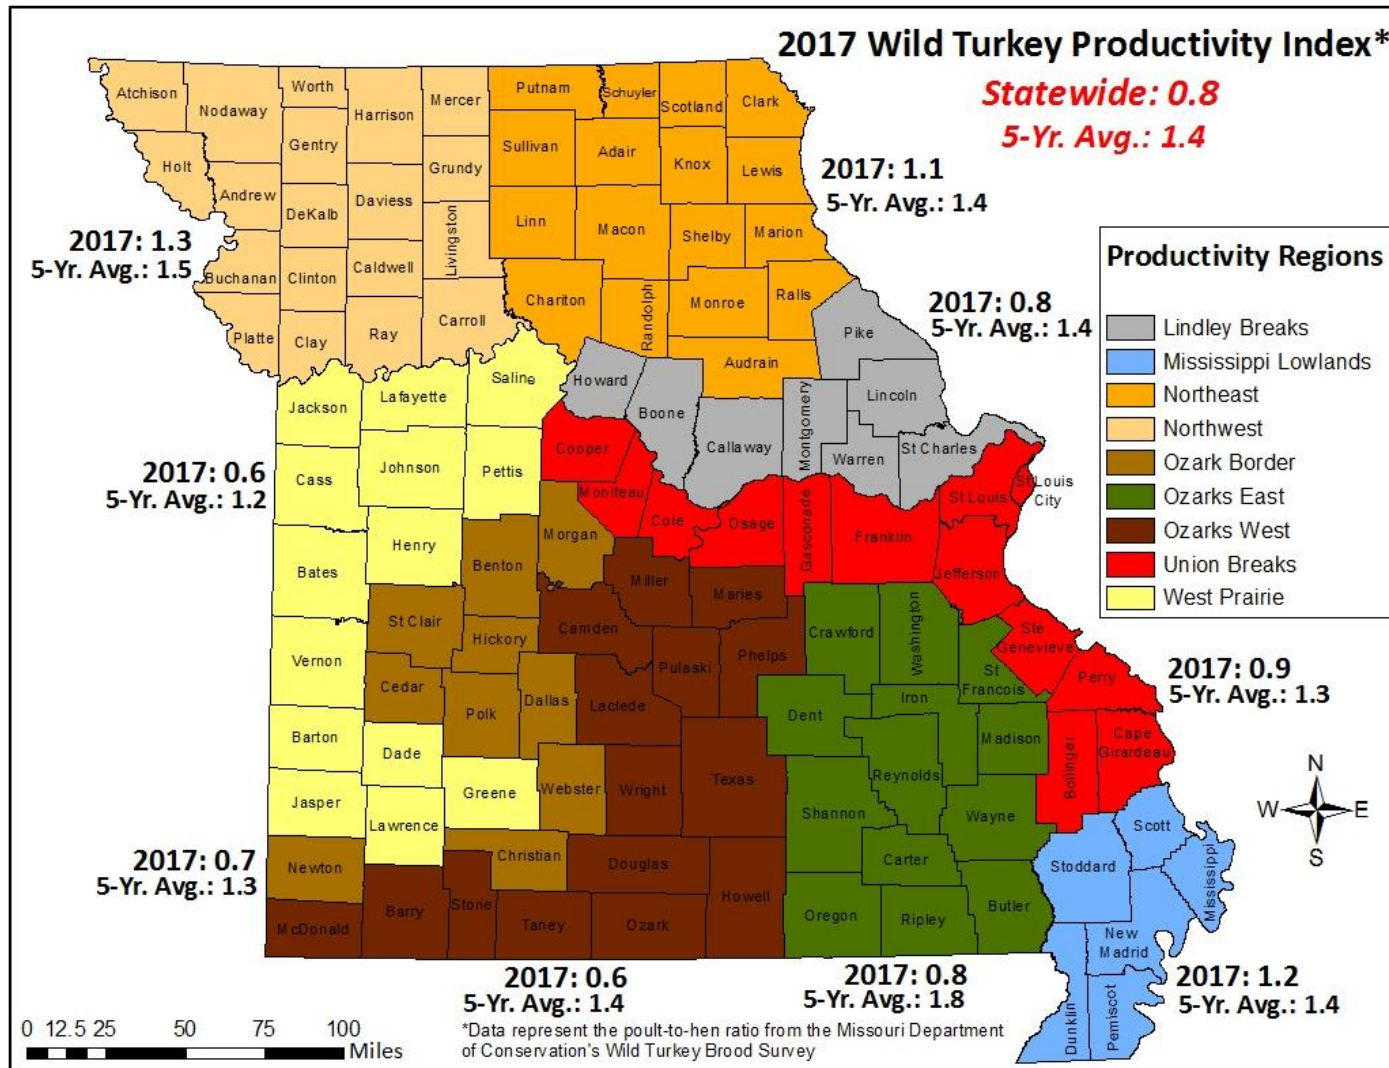 2017 Wild Turkey Productivity Index*
Statewide: 0.8
5-Yr. Avg.: 1.4
Atchison
Nodaway
Worth
Harrison
Mercer
Putnam
Schuyler
Scotland
Clark
Holt
Gentry
Grundy
Sullivan
Adair
Knox
Lewis
Andrew
DeKalb
Daviess
Livingston
Linn
Macon
Shelby
Marion
2017: 1.1
5-Yr. Avg.: 1.4
2017: 1.3
5-Yr. Avg.: 1.5
Buchanan
Clinton
Caldwell
Chariton
Randolph
Monroe
Ralls
Platte
Clay
Ray
Carroll
Audrain
Pike
2017: 0.8
5-Yr. Avg.: 1.4
Productivity Regions
Lindley Breaks
Mississippi Lowlands
Northeast
Northwest
Ozark Border
Ozarks East
Ozarks West
Union Breaks
West Prairie
Jackson
Lafayette
Saline
Howard
Boone
Callaway
Montgomery
Lincoln
Warren
St Charles
2017: 0.6
5-Yr. Avg.: 1.2
Cass
Johnson
Pettis
Cooper
Moniteau
Cole
Osage
Gasconade
Franklin
St Louis
St Louis
City
Jefferson
Bates
Henry
Benton
Morgan
Miller
Maries
St Clair
Hickory
Camden
Pulaski
Phelps
Crawford
Washington
St
Francois
Ste
Genevieve
Perry
2017: 0.9
5-Yr. Avg.: 1.3
Vernon
Cedar
Polk
Dallas
Laclede
Dent
Iron
Madison
Bollinger
Cape
Girardeau
Barton
Dade
Greene
Webster
Wright
Texas
Shannon
Reynolds
Wayne
Jasper
Lawrence
Christian
Douglas
Howell
Carter
Butler
Stoddard
Scott
Mississippi
N
W
E
S
2017: 0.7
5-Yr. Avg.: 1.3
Newton
McDonald
Barry
Stone
Taney
Ozark
Oregon
Ripley
New
Madrid
Dunklin
Pemiscot
2017: 0.6
5-Yr. Avg.: 1.4
2017: 0.8
5-Yr. Avg.: 1.8
2017: 1.2
5-Yr. Avg.: 1.4
0 12.5 25 50 75 100
Miles
*Data represent the poult-to-hen ratio from the Missouri Department
of Conservation's Wild Turkey Brood Survey